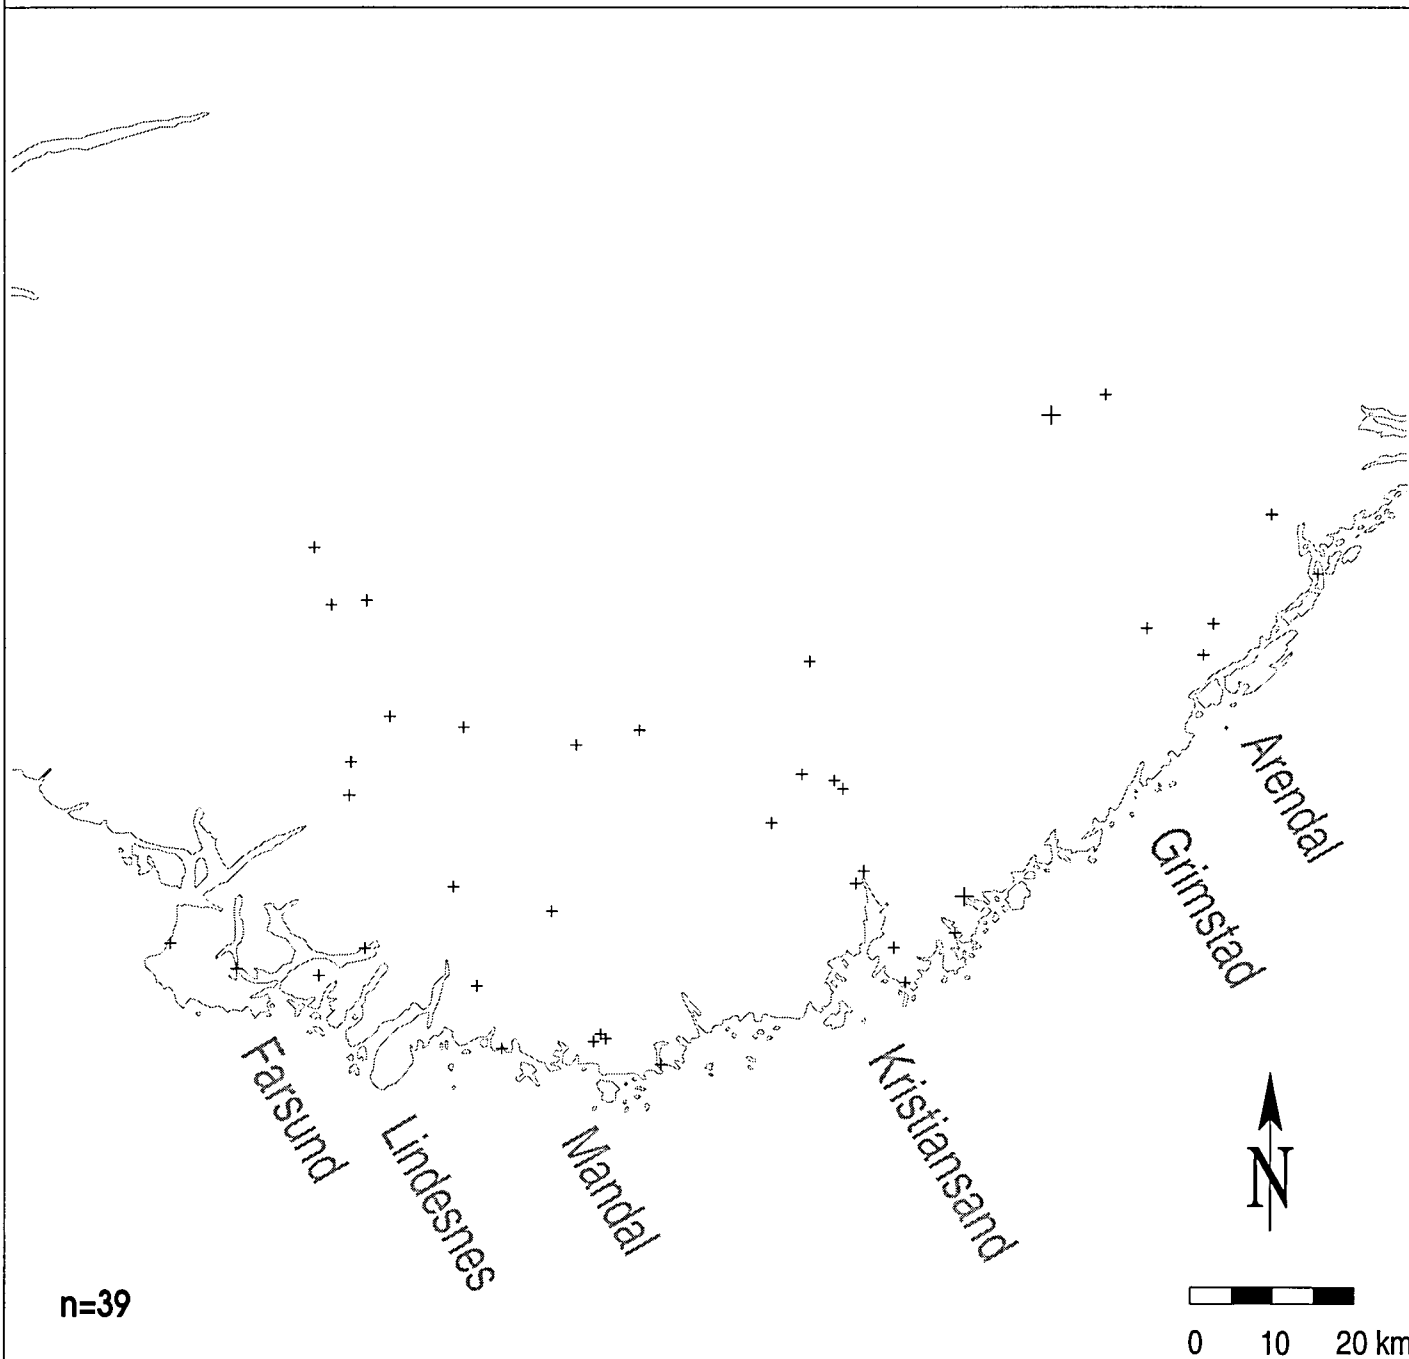 Arendal
Grimstad
Farsund
Lindesnes
Mandal
Kristiansand
N
n=39
0 10 20 km